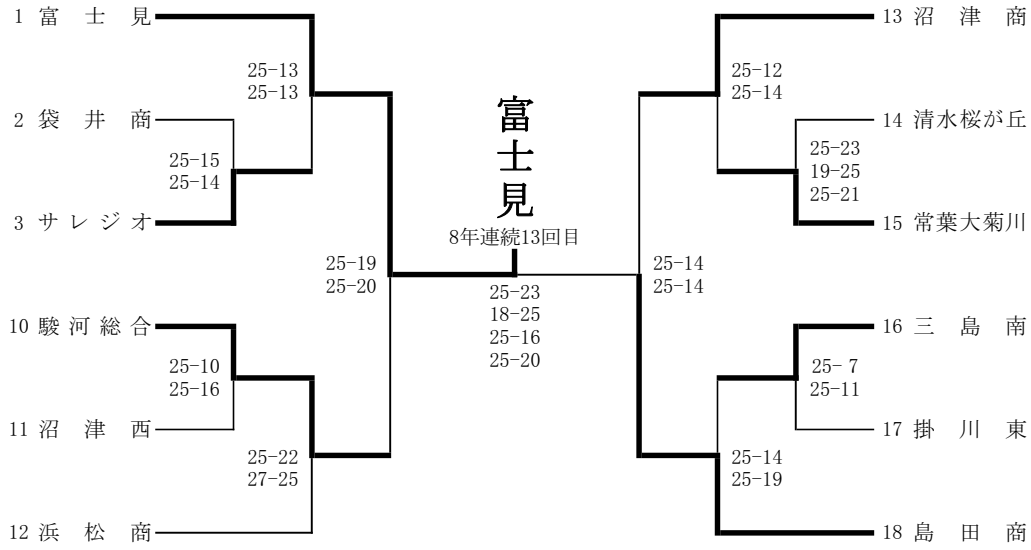 1 富士見
25-13
25-13
2 袋井商
25-15
25-14
3 サレジオ
25-19
25-20
10 駿河総合
25-10
25-16
11 沼津西
25-22
27-25
12 浜松商
富士見
8年連続13回目
25-23
18-25
25-16
25-20
13 沼津商
25-12
25-14
14 清水桜が丘
25-23
19-25
25-21
15 常葉大菊川
25-14
25-14
16 三島南
25- 7
25-11
17 掛川東
25-14
25-19
18 島田商